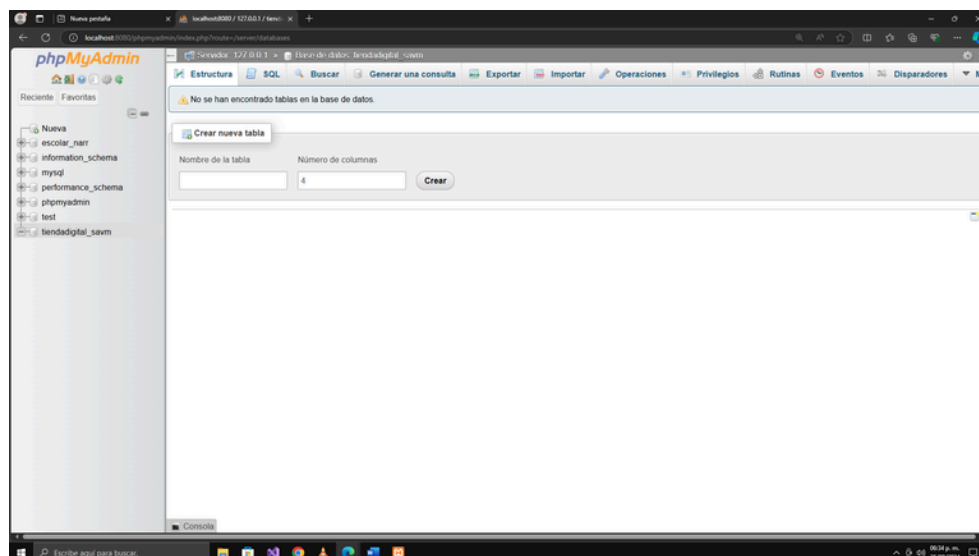 Nueva pestaña
localhost:8080 / 127.0.0.1 / tiend
localhost:8080/phpmyadmin/index.php?route=/server/databases
phpMyAdmin
Servidor: 127.0.0.1 » Base de datos: tiendadigital_savm
Estructura SQL Buscar Generar una consulta Exportar Importar Operaciones Privilegios Rutinas Eventos Disparadores
Reciente Favoritas
No se han encontrado tablas en la base de datos.
Nueva
escolar_narr
information_schema
mysql
performance_schema
phpmyadmin
test
tiendadigital_savm
Crear nueva tabla
Nombre de la tabla Número de columnas
4 Crear
Consola
Escribe aquí para buscar.
06:34 p. m.